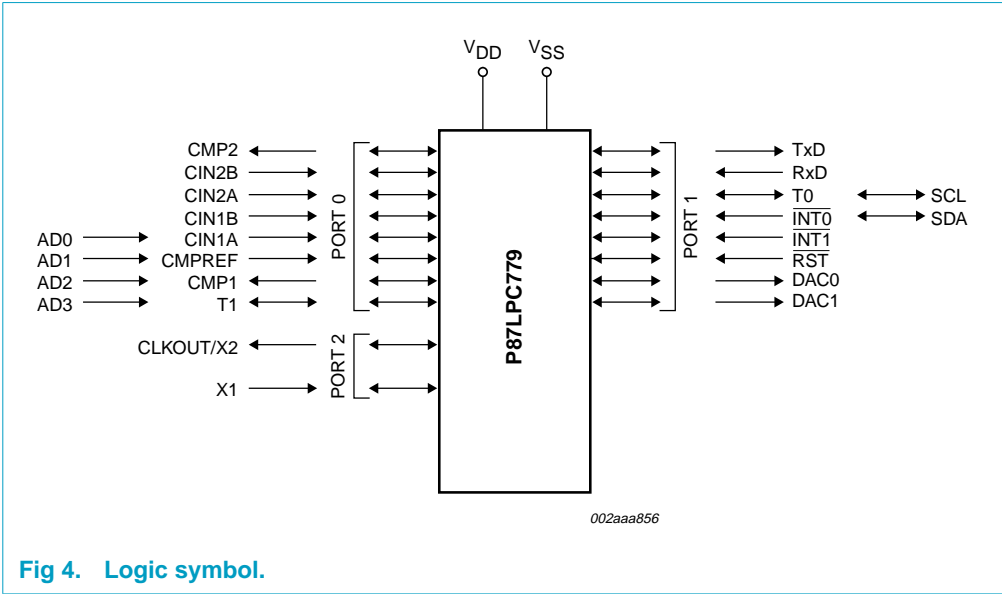 VDD VSS
CMP2
CIN2B
CIN2A
CIN1B
AD0 CIN1A
AD1 CMPREF
AD2 CMP1
AD3 T1
PORT 0
CLKOUT/X2
X1
PORT 2
P87LPC779
PORT 1
TxD
RxD
T0 SCL
INT0 SDA
INT1
RST
DAC0
DAC1
002aaa856
Fig 4. Logic symbol.